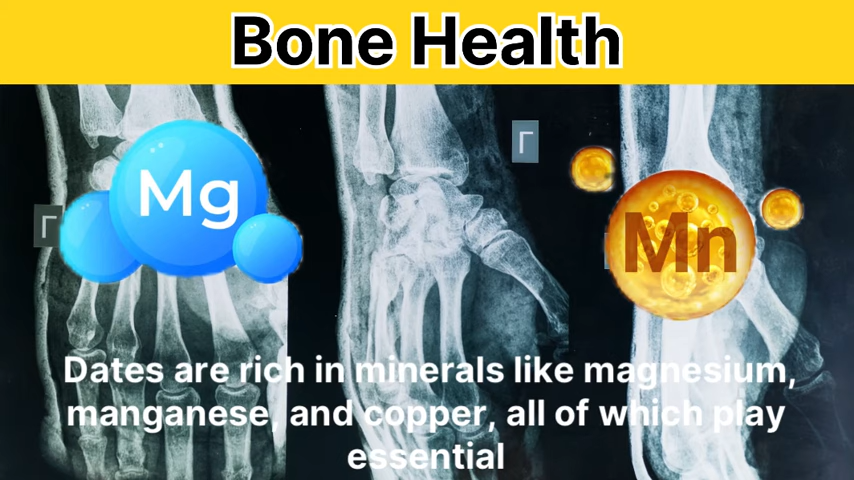 Bone Health
Г
Г
Mg
Mn
Dates are rich in minerals like magnesium,
manganese, and copper, all of which play
essential